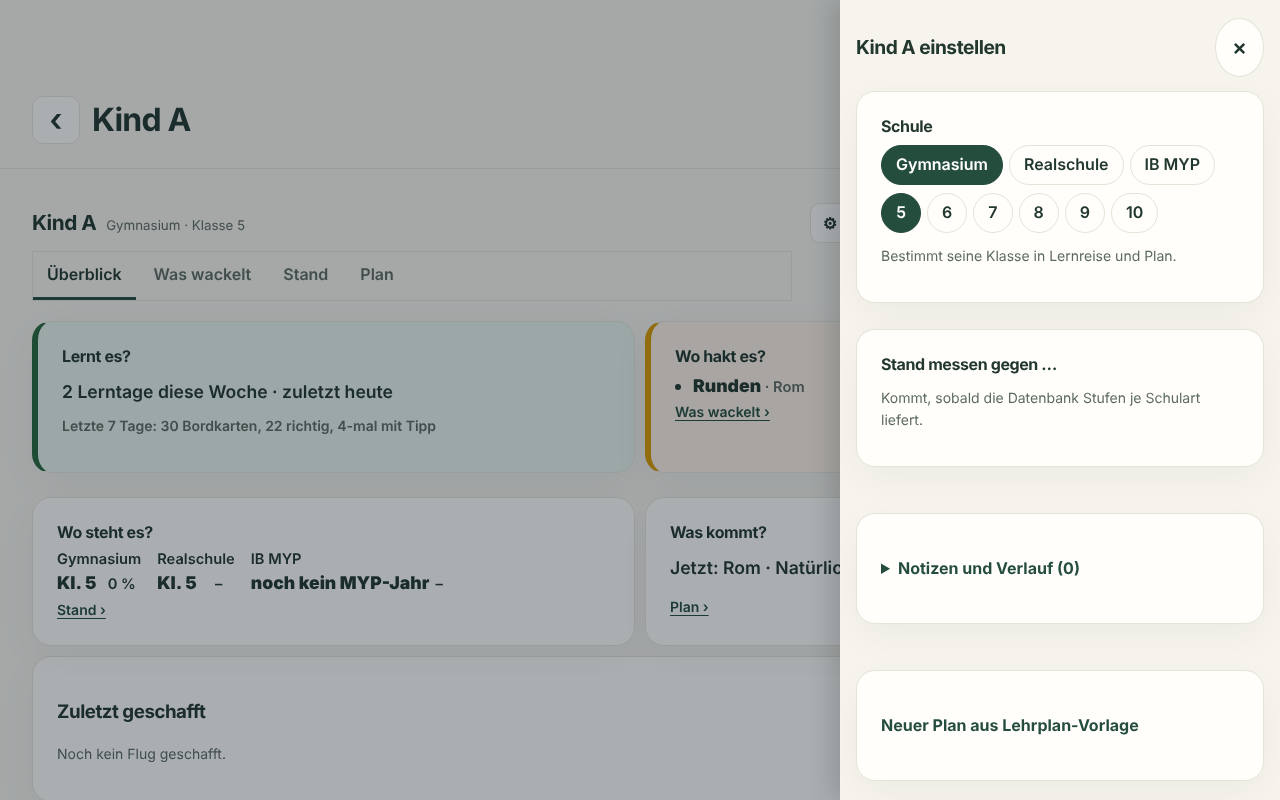 Kind A
Kind A Gymnasium · Klasse 5
Überblick Was wackelt Stand Plan
Lernt es?
2 Lerntage diese Woche · zuletzt heute
Letzte 7 Tage: 30 Bordkarten, 22 richtig, 4-mal mit Tipp
Wo hakt es?
• Runden · Rom
Was wackelt ›
Wo steht es?
Gymnasium Realschule IB MYP
Kl. 5 0 % Kl. 5 – noch kein MYP-Jahr –
Stand ›
Was kommt?
Jetzt: Rom ·
Plan ›
Zuletzt geschafft
Noch kein Flug geschafft.
Kind A einstellen
Schule
Gymnasium Realschule IB MYP
5 6 7 8 9 10
Bestimmt seine Klasse in Lernreise und Plan.
Stand messen gegen …
Kommt, sobald die Datenbank Stufen je Schulart
liefert.
Notizen und Verlauf (0)
Neuer Plan aus Lehrplan-Vorlage